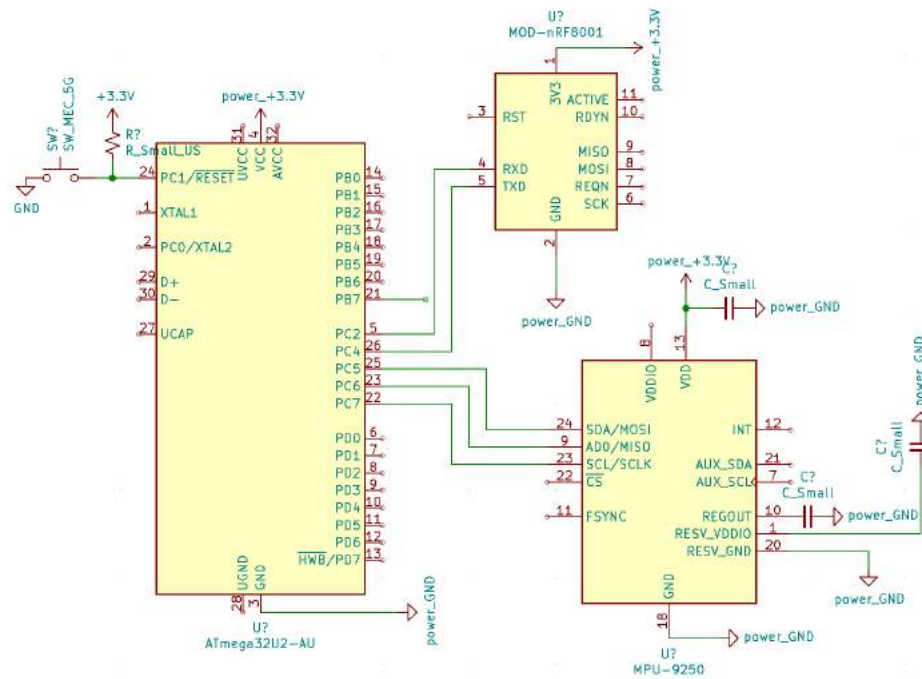 U?
MOD-nRF8001
power_+3.3V
1
3V3
ACTIVE 11
3 RST
RDYN 10
MISO 9
4 RXD
MOSI 8
5 TXD
REQN 7
SCK 6
GND
2
power_GND
SW?
SW_MEC_5G
GND
+3.3V
R?
R_Small_US
power_+3.3V
31 4 32
UVCC VCC AVCC
24 PC1/RESET
1 XTAL1
2 PC0/XTAL2
29 D+
30 D-
27 UCAP
PB0 14
PB1 15
PB2 16
PB3 17
PB4 18
PB5 19
PB6 20
PB7 21
PC2 5
PC4 26
PC5 25
PC6 23
PC7 22
PD0 6
PD1 7
PD2 8
PD3 9
PD4 10
PD5 11
PD6 12
HWB/PD7 13
UGND GND
28 3
power_GND
U?
ATmega32U2-AU
power_+3.3V
C?
C_Small
power_GND
8 13
VDDIO VDD
24 SDA/MOSI
9 AD0/MISO
23 SCL/SCLK
22 CS
11 FSYNC
INT 12
AUX_SDA 21
AUX_SCL 7
REGOUT 10
RESV_VDDIO 1
RESV_GND 20
C?
C_Small
power_GND
C?
C_Small
power_GND
power_GND
GND
18
power_GND
U?
MPU-9250